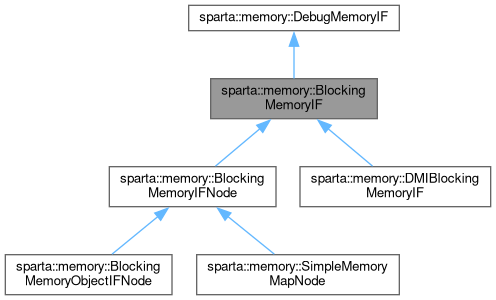 sparta::memory::DebugMemoryIF
sparta::memory::Blocking
MemoryIF
sparta::memory::Blocking
MemoryIFNode
sparta::memory::DMIBlocking
MemoryIF
sparta::memory::Blocking
MemoryObjectIFNode
sparta::memory::SimpleMemory
MapNode